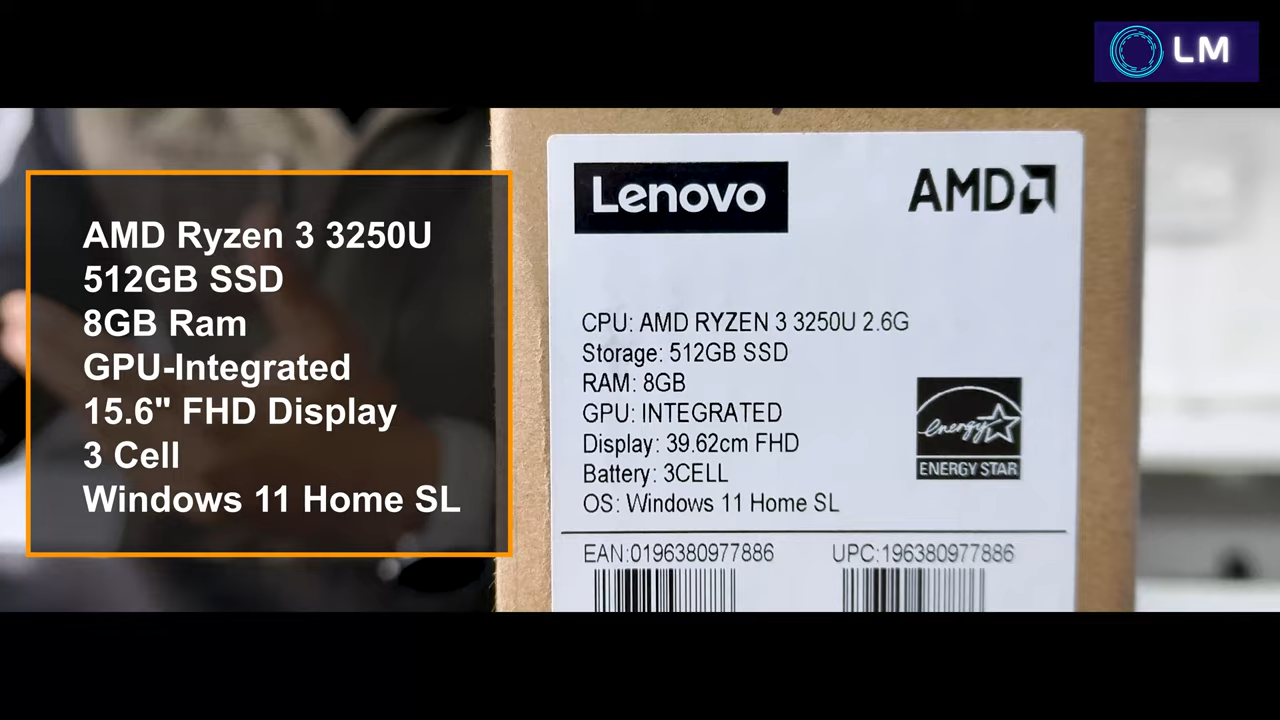 LM
AMD Ryzen 3 3250U
512GB SSD
8GB Ram
GPU-Integrated
15.6" FHD Display
3 Cell
Windows 11 Home SL
Lenovo
AMD
CPU: AMD RYZEN 3 3250U 2.6G
Storage: 512GB SSD
RAM: 8GB
GPU: INTEGRATED
Display: 39.62cm FHD
Battery: 3CELL
OS: Windows 11 Home SL
energy
ENERGY STAR
EAN:0196380977886
UPC:196380977886